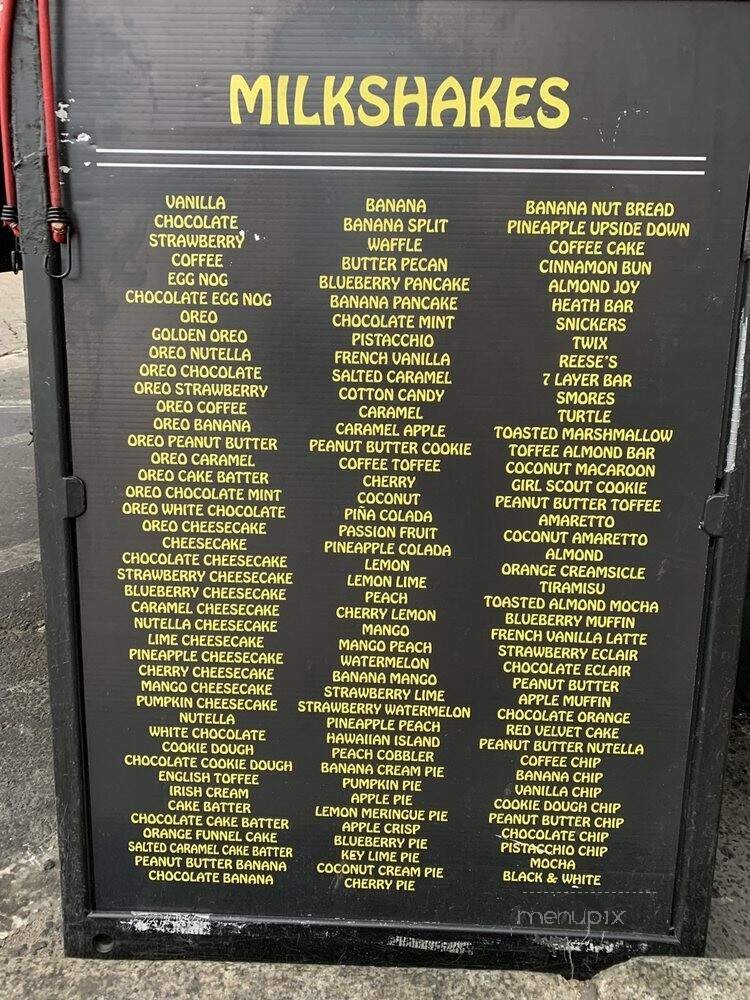 MILKSHAKES
VANILLA
CHOCOLATE
STRAWBERRY
COFFEE
EGG NOG
CHOCOLATE EGG NOG
OREO
GOLDEN OREO
OREO NUTELLA
OREO CHOCOLATE
OREO STRAWBERRY
OREO COFFEE
OREO BANANA
OREO PEANUT BUTTER
OREO CARAMEL
OREO CAKE BATTER
OREO CHOCOLATE MINT
OREO WHITE CHOCOLATE
OREO CHEESECAKE
CHEESECAKE
CHOCOLATE CHEESECAKE
STRAWBERRY CHEESECAKE
BLUEBERRY CHEESECAKE
CARAMEL CHEESECAKE
NUTELLA CHEESECAKE
LIME CHEESECAKE
PINEAPPLE CHEESECAKE
CHERRY CHEESECAKE
MANGO CHEESECAKE
PUMPKIN CHEESECAKE
NUTELLA
WHITE CHOCOLATE
COOKIE DOUGH
CHOCOLATE COOKIE DOUGH
ENGLISH TOFFEE
IRISH CREAM
CAKE BATTER
CHOCOLATE CAKE BATTER
ORANGE FUNNEL CAKE
SALTED CARAMEL CAKE BATTER
PEANUT BUTTER BANANA
CHOCOLATE BANANA
BANANA
BANANA SPLIT
WAFFLE
BUTTER PECAN
BLUEBERRY PANCAKE
BANANA PANCAKE
CHOCOLATE MINT
PISTACCHIO
FRENCH VANILLA
SALTED CARAMEL
COTTON CANDY
CARAMEL
CARAMEL APPLE
PEANUT BUTTER COOKIE
COFFEE TOFFEE
CHERRY
COCONUT
PIÑA COLADA
PASSION FRUIT
PINEAPPLE COLADA
LEMON
LEMON LIME
PEACH
CHERRY LEMON
MANGO
MANGO PEACH
WATERMELON
BANANA MANGO
STRAWBERRY LIME
STRAWBERRY WATERMELON
PINEAPPLE PEACH
HAWAIIAN ISLAND
PEACH COBBLER
BANANA CREAM PIE
PUMPKIN PIE
APPLE PIE
LEMON MERINGUE PIE
APPLE CRISP
BLUEBERRY PIE
KEY LIME PIE
COCONUT CREAM PIE
CHERRY PIE
BANANA NUT BREAD
PINEAPPLE UPSIDE DOWN
COFFEE CAKE
CINNAMON BUN
ALMOND JOY
HEATH BAR
SNICKERS
TWIX
REESE'S
7 LAYER BAR
SMORES
TURTLE
TOASTED MARSHMALLOW
TOFFEE ALMOND BAR
COCONUT MACAROON
GIRL SCOUT COOKIE
PEANUT BUTTER TOFFEE
AMARETTO
COCONUT AMARETTO
ALMOND
ORANGE CREAMSICLE
TIRAMISU
TOASTED ALMOND MOCHA
BLUEBERRY MUFFIN
FRENCH VANILLA LATTE
STRAWBERRY ECLAIR
CHOCOLATE ECLAIR
PEANUT BUTTER
APPLE MUFFIN
CHOCOLATE ORANGE
RED VELVET CAKE
PEANUT BUTTER NUTELLA
COFFEE CHIP
BANANA CHIP
VANILLA CHIP
COOKIE DOUGH CHIP
PEANUT BUTTER CHIP
CHOCOLATE CHIP
PISTACCHIO CHIP
MOCHA
BLACK & WHITE
menupix